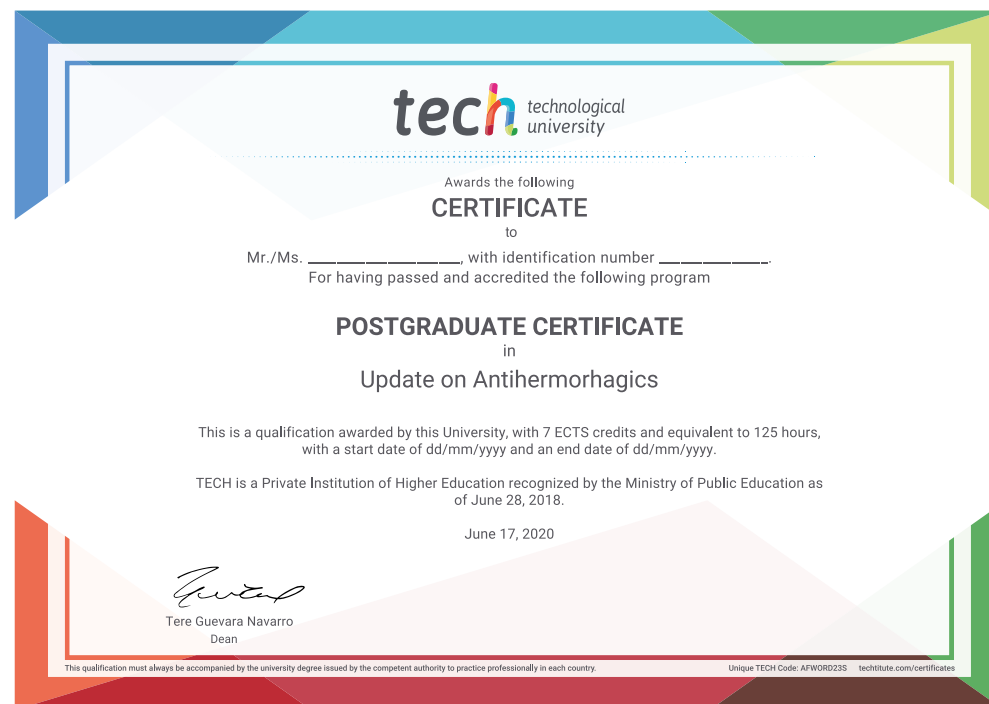 tech technological
university
Awards the following
CERTIFICATE
to
Mr./Ms. ____________________, with identification number ______________.
For having passed and accredited the following program
POSTGRADUATE CERTIFICATE
in
Update on Antihermorhagics
This is a qualification awarded by this University, with 7 ECTS credits and equivalent to 125 hours,
with a start date of dd/mm/yyyy and an end date of dd/mm/yyyy.
TECH is a Private Institution of Higher Education recognized by the Ministry of Public Education as
of June 28, 2018.
June 17, 2020
Tere Guevara Navarro
Dean
This qualification must always be accompanied by the university degree issued by the competent authority to practice professionally in each country.
Unique TECH Code: AFWORD23S techtitute.com/certificates